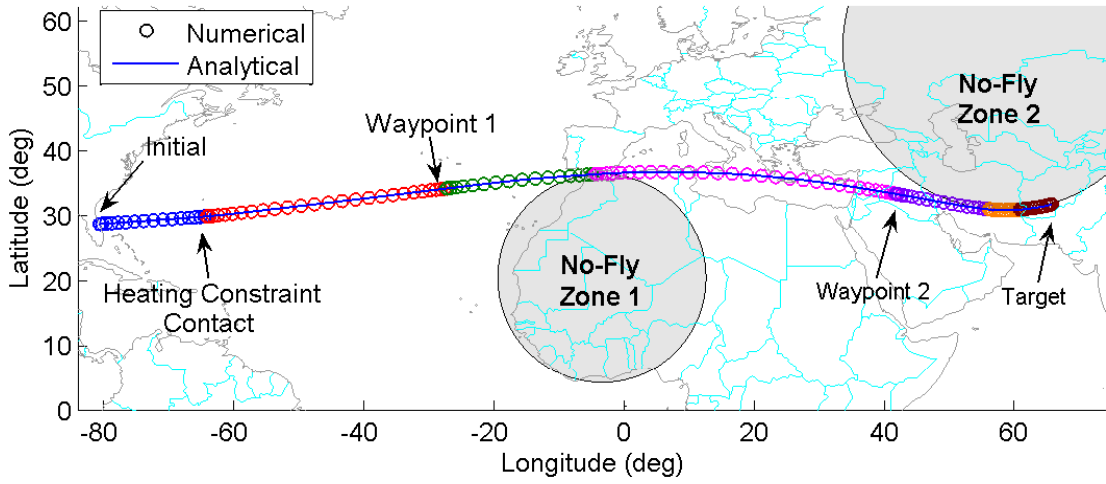 Numerical
Analytical
Initial
Waypoint 1
Heating Constraint
Contact
No-Fly
Zone 1
No-Fly
Zone 2
Waypoint 2
Target
Latitude (deg)
60
50
40
30
20
10
0
-80
-60
-40
-20
0
20
40
60
Longitude (deg)